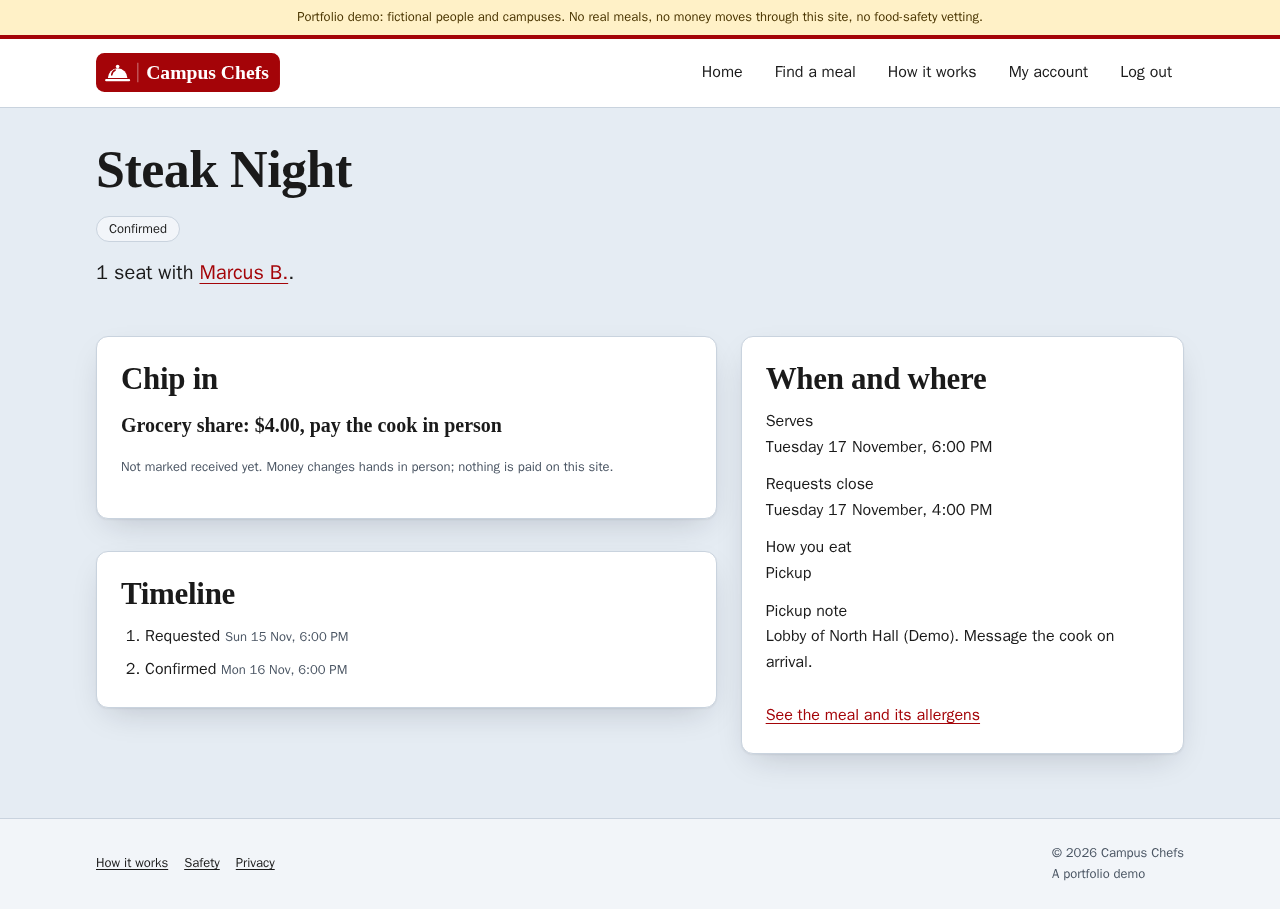 Portfolio demo: fictional people and campuses. No real meals, no money moves through this site, no food-safety vetting.
Campus Chefs
Home
Find a meal
How it works
My account
Log out
Steak Night
Confirmed
1 seat with Marcus B..
Chip in
Grocery share: $4.00, pay the cook in person
Not marked received yet. Money changes hands in person; nothing is paid on this site.
Timeline
1. Requested Sun 15 Nov, 6:00 PM
2. Confirmed Mon 16 Nov, 6:00 PM
When and where
Serves
Tuesday 17 November, 6:00 PM
Requests close
Tuesday 17 November, 4:00 PM
How you eat
Pickup
Pickup note
Lobby of North Hall (Demo). Message the cook on
arrival.
See the meal and its allergens
How it works
Safety
Privacy
© 2026 Campus Chefs
A portfolio demo